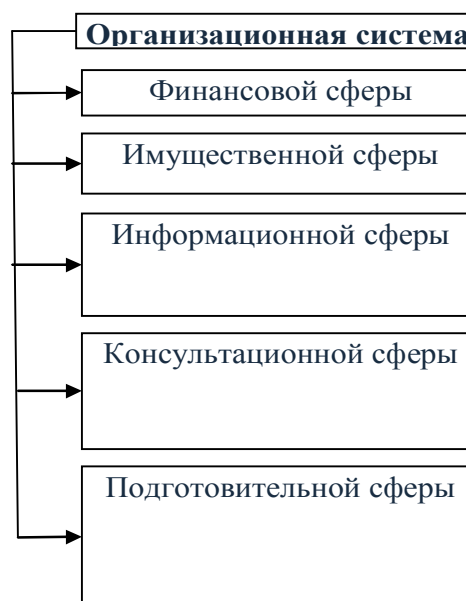 Организационная система
Финансовой сферы
Имущественной сферы
Информационной сферы
Консультационной сферы
Подготовительной сферы